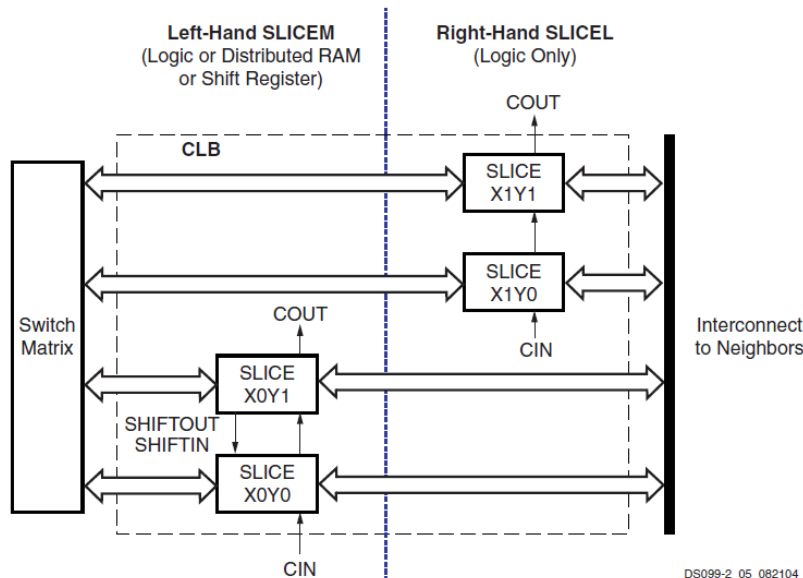 Left-Hand SLICEM
(Logic or Distributed RAM
or Shift Register)
Right-Hand SLICEL
(Logic Only)
COUT
CLB
SLICE
X1Y1
SLICE
X1Y0
Switch
Matrix
COUT
CIN
Interconnect
to Neighbors
SLICE
X0Y1
SHIFTOUT
SHIFTIN
SLICE
X0Y0
CIN
DS099-2_05_082104